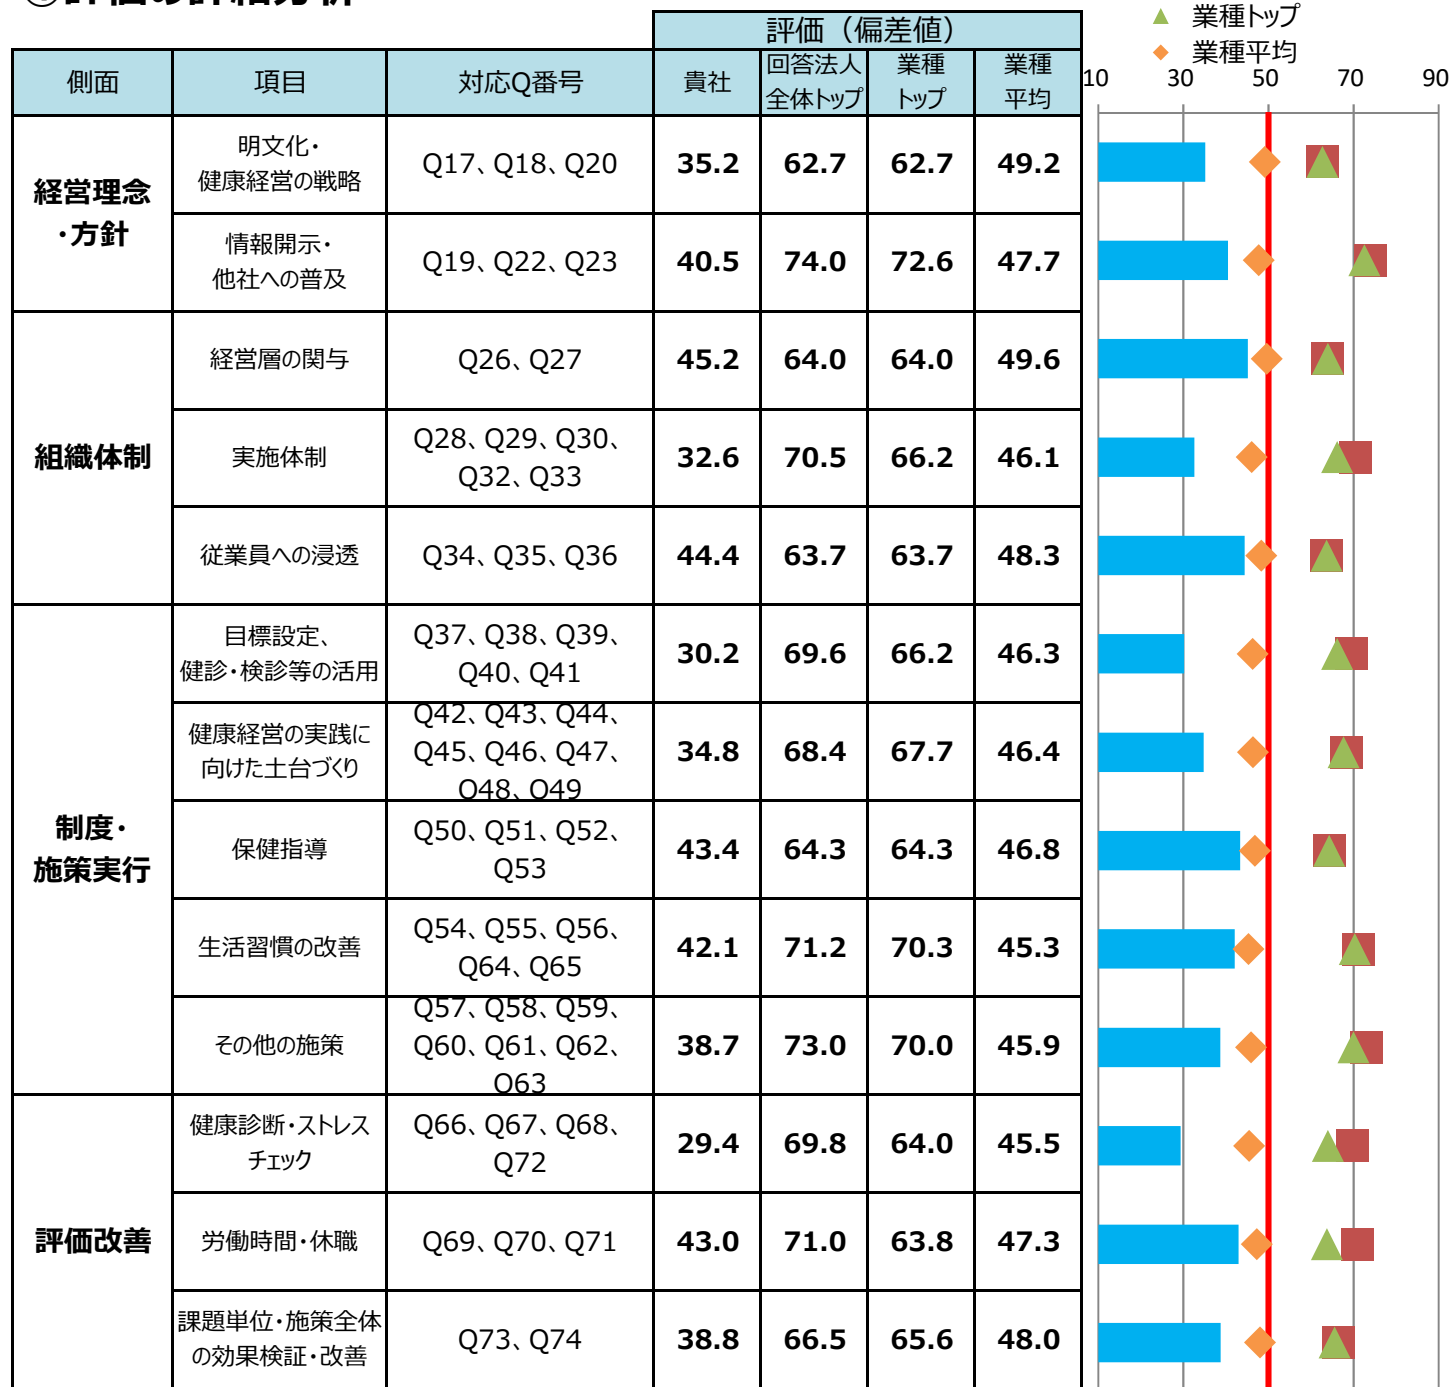 ③評価の詳細分析
▲ 業種トップ
◆ 業種平均
評価（偏差値）
側面 項目 対応Q番号 貴社 回答法人 業種 業種
全体トップ トップ 平均
10 30 50 70 90
経営理念
・方針
明文化・
健康経営の戦略
Q17、Q18、Q20 35.2 62.7 62.7 49.2
情報開示・
他社への普及
Q19、Q22、Q23 40.5 74.0 72.6 47.7
組織体制
経営層の関与 Q26、Q27 45.2 64.0 64.0 49.6
実施体制
Q28、Q29、Q30、
Q32、Q33
32.6 70.5 66.2 46.1
従業員への浸透 Q34、Q35、Q36 44.4 63.7 63.7 48.3
制度・
施策実行
目標設定、
健診・検診等の活用
Q37、Q38、Q39、
Q40、Q41
30.2 69.6 66.2 46.3
健康経営の実践に
向けた土台づくり
Q42、Q43、Q44、
Q45、Q46、Q47、
Q48、Q49
34.8 68.4 67.7 46.4
保健指導
Q50、Q51、Q52、
Q53
43.4 64.3 64.3 46.8
生活習慣の改善
Q54、Q55、Q56、
Q64、Q65
42.1 71.2 70.3 45.3
その他の施策
Q57、Q58、Q59、
Q60、Q61、Q62、
Q63
38.7 73.0 70.0 45.9
評価改善
健康診断・ストレス
チェック
Q66、Q67、Q68、
Q72
29.4 69.8 64.0 45.5
労働時間・休職 Q69、Q70、Q71 43.0 71.0 63.8 47.3
課題単位・施策全体
の効果検証・改善
Q73、Q74 38.8 66.5 65.6 48.0